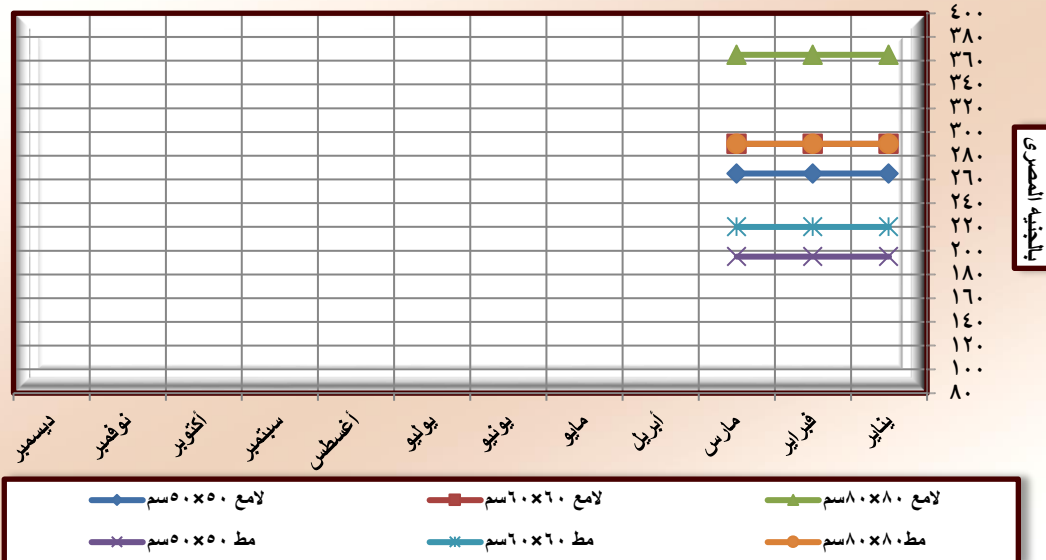 ٤٠٠
٣٨٠
٣٦٠
٣٤٠
٣٢٠
٣٠٠
٢٨٠
٢٦٠
٢٤٠
٢٢٠
٢٠٠
١٨٠
١٦٠
١٤٠
١٢٠
١٠٠
٨٠
بالجنيه المصرى
يناير
فبراير
مارس
أبريل
مايو
يونيو
يوليو
أغسطس
سبتمبر
أكتوبر
نوفمبر
ديسمبر
لامع ٨٠×٨٠سم
لامع ٦٠×٦٠سم
لامع ٥٠×٥٠سم
مط٨٠×٨٠سم
مط ٦٠×٦٠سم
مط ٥٠×٥٠سم